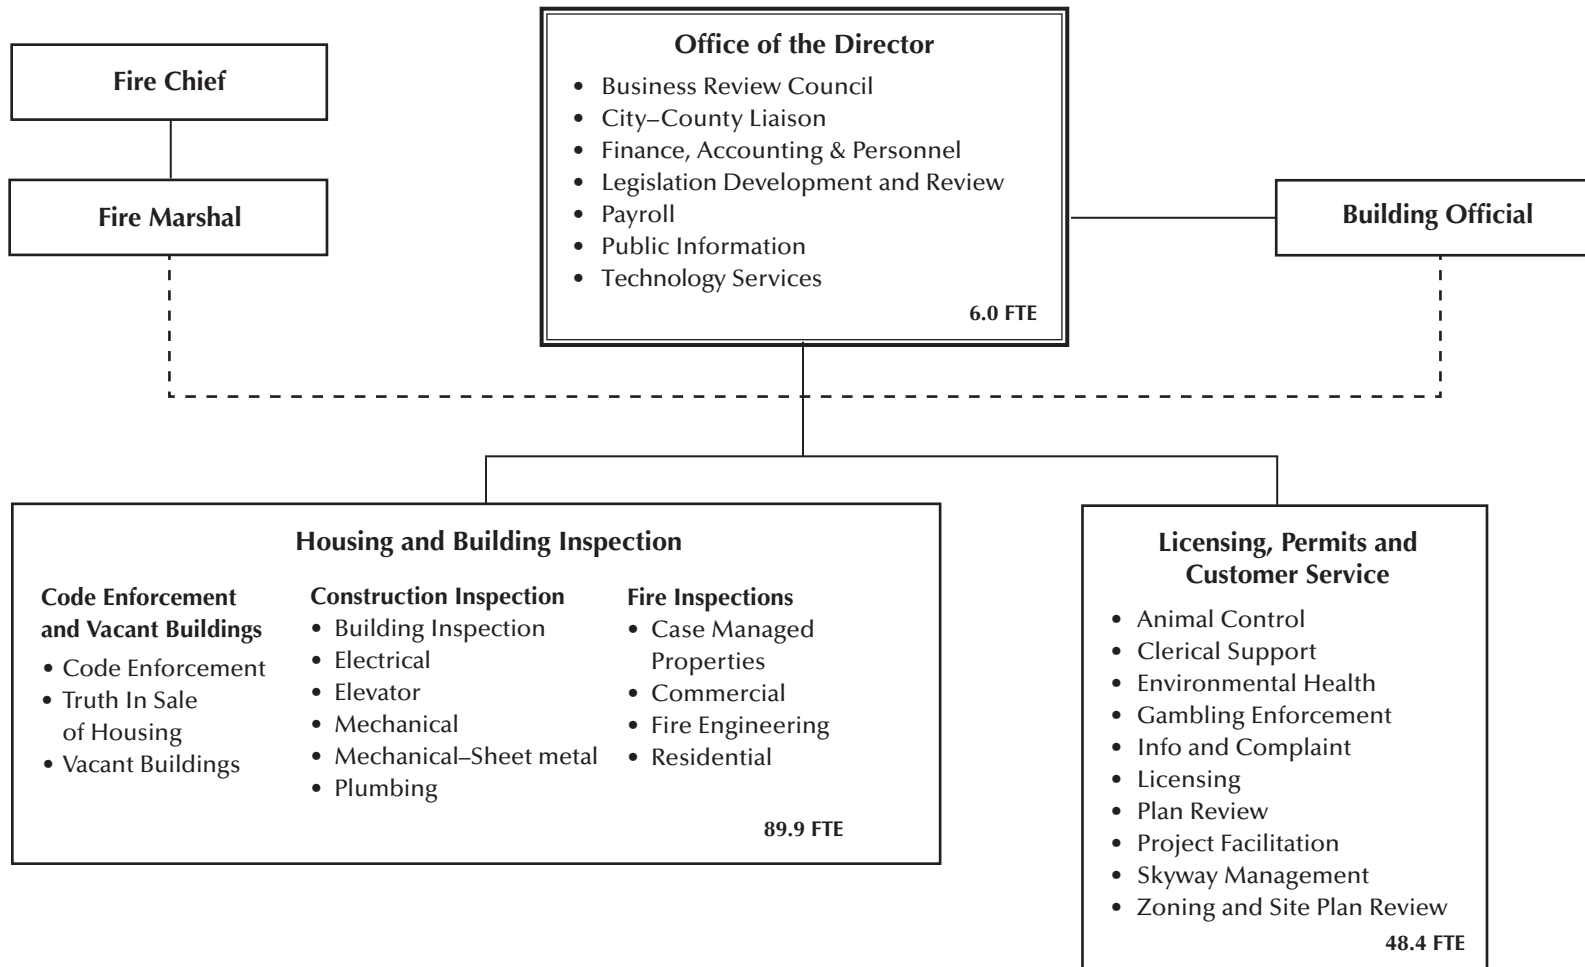 Fire Chief
Fire Marshal
Office of the Director
• Business Review Council
• City–County Liaison
• Finance, Accounting & Personnel
• Legislation Development and Review
• Payroll
• Public Information
• Technology Services
6.0 FTE
Building Official
Housing and Building Inspection
Code Enforcement
and Vacant Buildings
• Code Enforcement
• Truth In Sale
of Housing
• Vacant Buildings
Construction Inspection
• Building Inspection
• Electrical
• Elevator
• Mechanical
• Mechanical–Sheet metal
• Plumbing
Fire Inspections
• Case Managed
Properties
• Commercial
• Fire Engineering
• Residential
89.9 FTE
Licensing, Permits and
Customer Service
• Animal Control
• Clerical Support
• Environmental Health
• Gambling Enforcement
• Info and Complaint
• Licensing
• Plan Review
• Project Facilitation
• Skyway Management
• Zoning and Site Plan Review
48.4 FTE